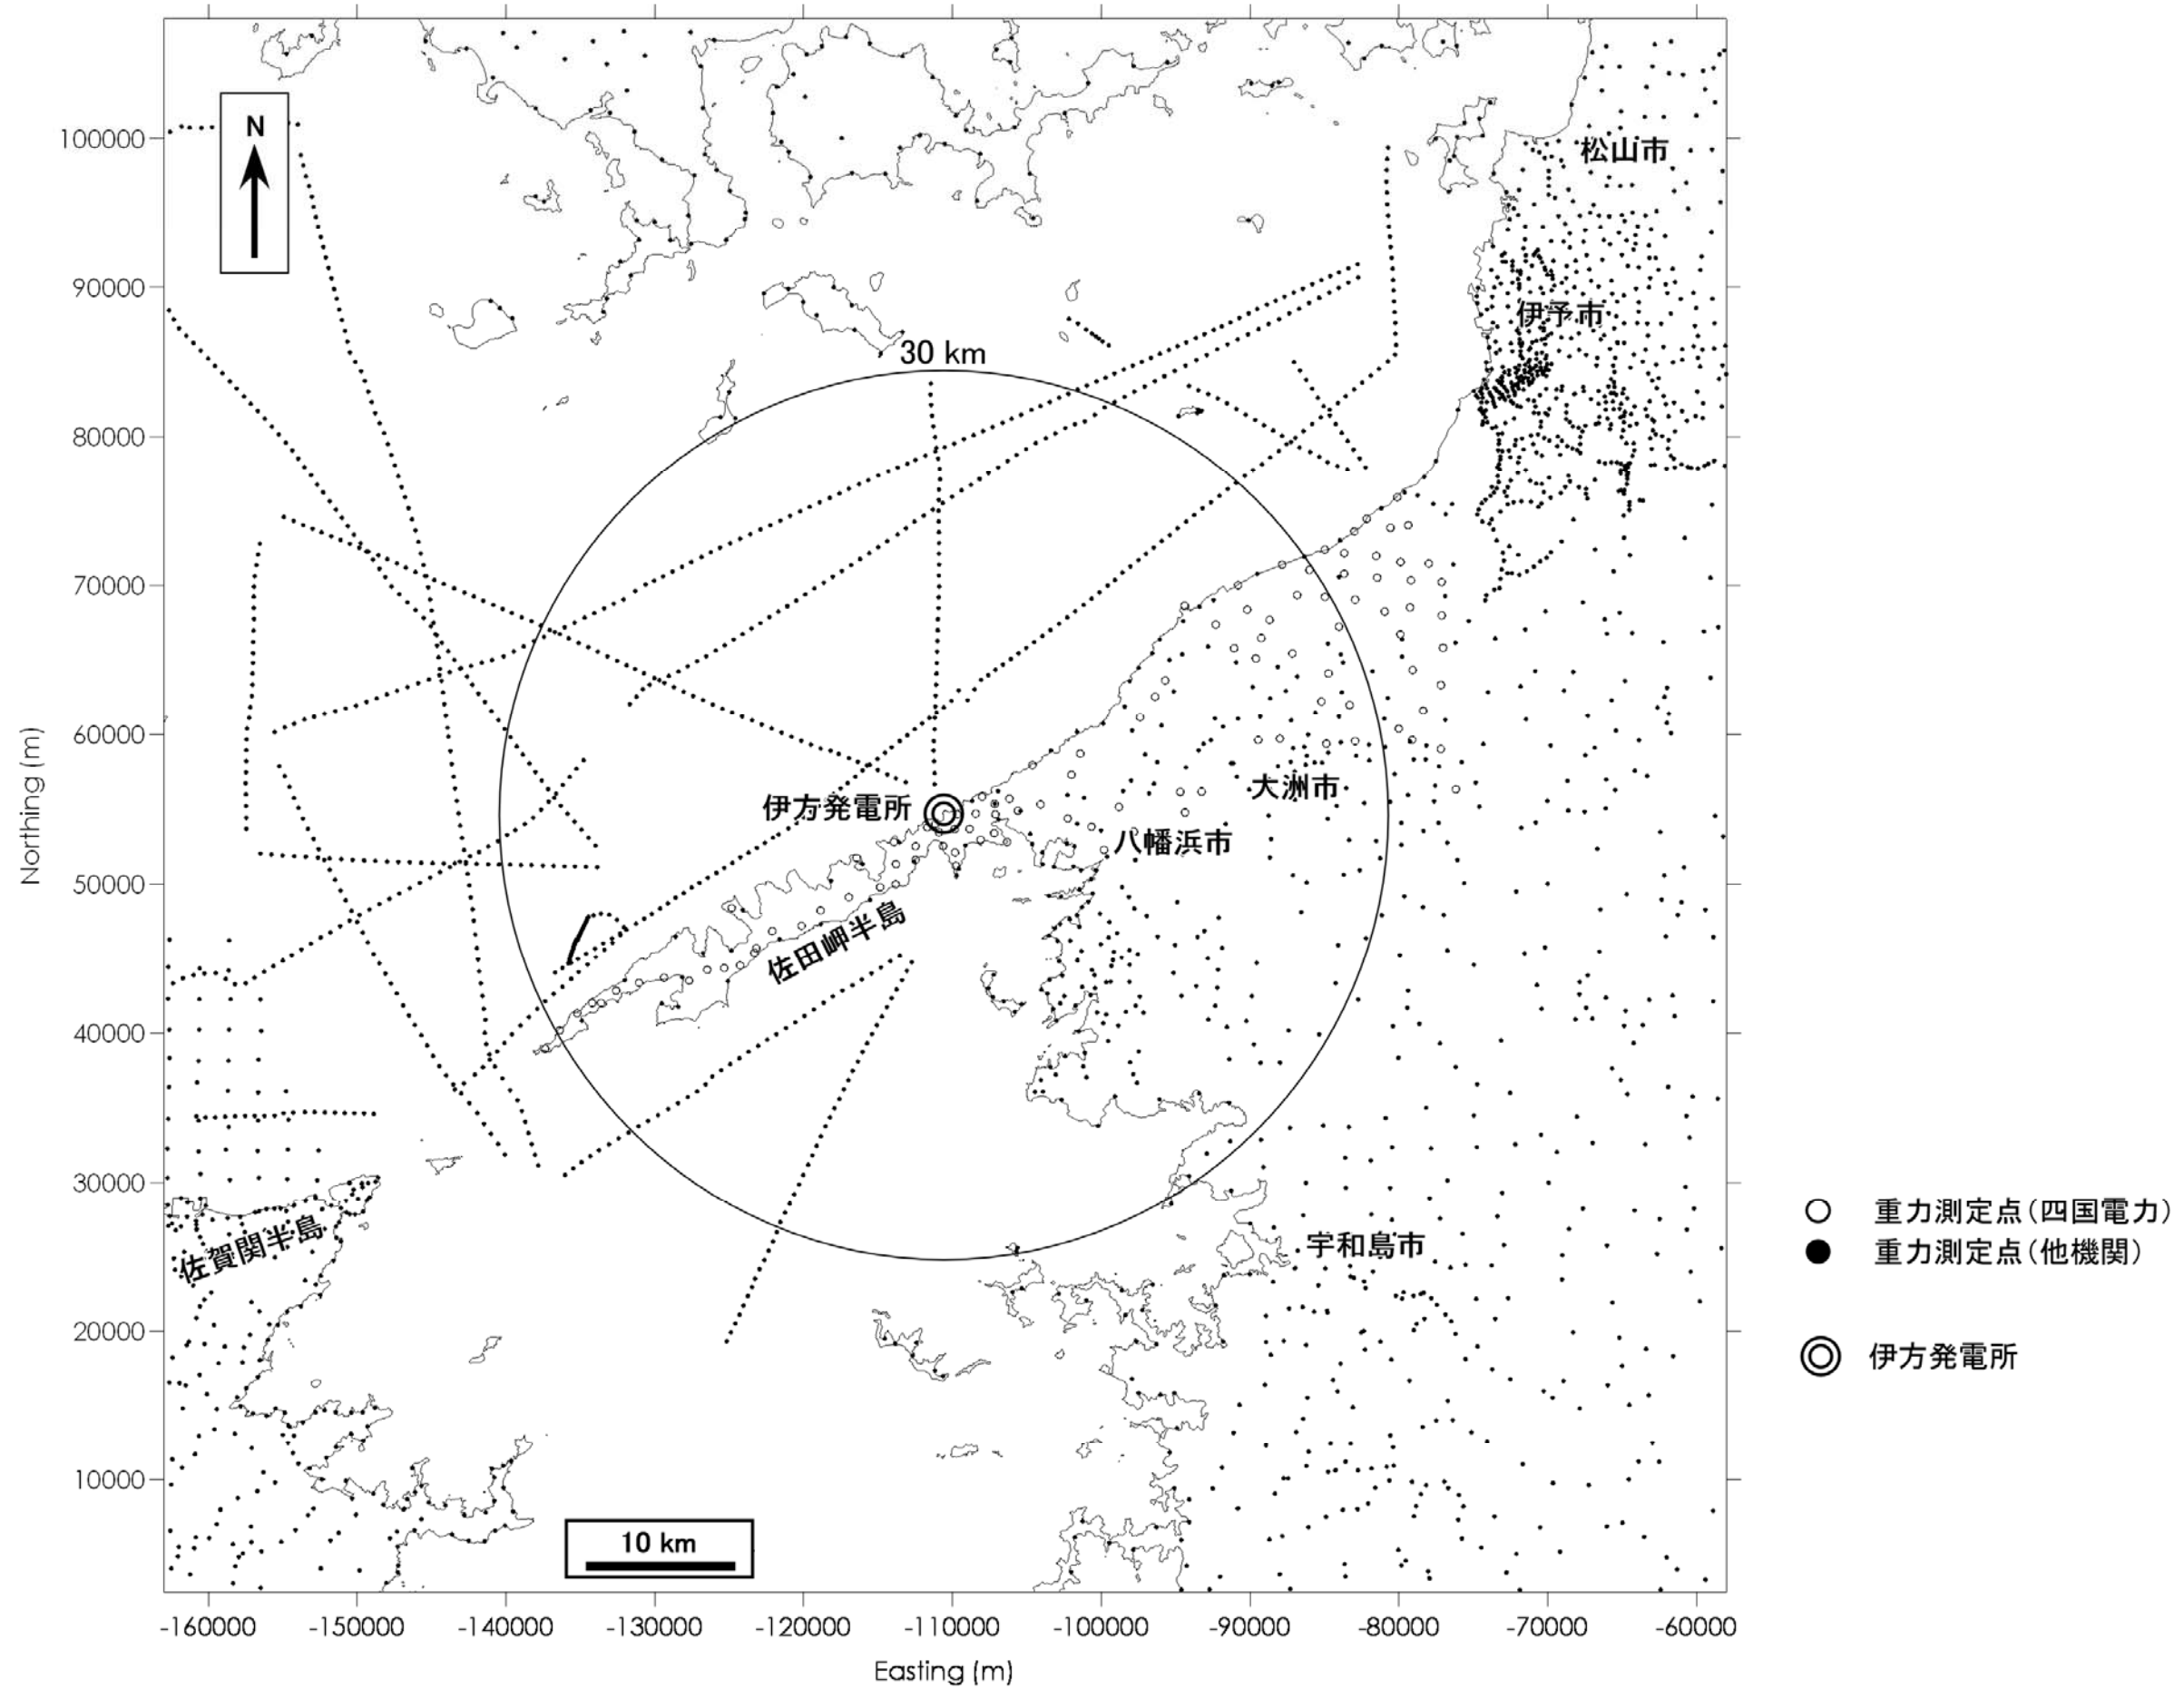 N
松山市
伊予市
30 km
伊方発電所
大洲市
八幡浜市
佐田岬半島
佐賀関半島
宇和島市
10 km
100000
90000
80000
70000
60000
50000
40000
30000
20000
10000
Northing (m)
-160000
-150000
-140000
-130000
-120000
-110000
-100000
-90000
-80000
-70000
-60000
Easting (m)
重力測定点(四国電力)
重力測定点(他機関)
伊方発電所